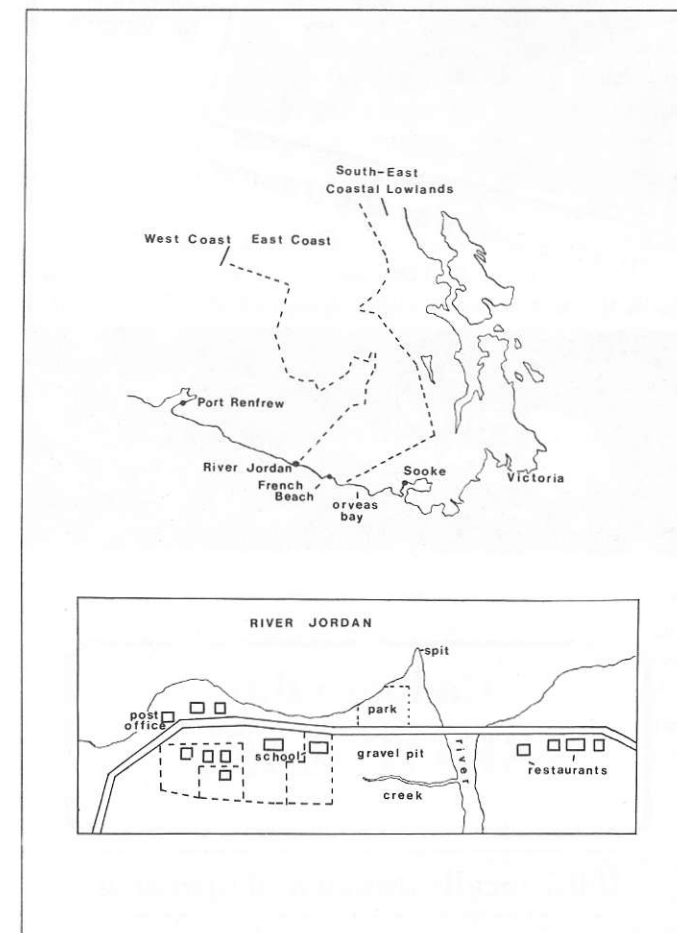 South-East
Coastal Lowlands
West Coast East Coast
Port Renfrew
River Jordan
French
Beach
orveas
bay
Sooke
Victoria
RIVER JORDAN
spit
park
post
office
school
gravel pit
river
creek
restaurants